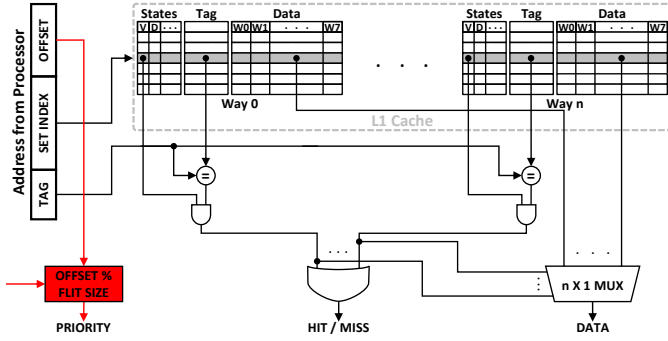 States Tag Data States Tag Data
V D ... W0 W1 . . . W7 V D ... W0 W1 . . . W7
. . .
Way 0 Way n
L1 Cache
Address from Processor
OFFSET
SET INDEX
TAG
=
=
. . .
. . .
OFFSET %
FLIT SIZE
n X 1 MUX
PRIORITY HIT / MISS DATA